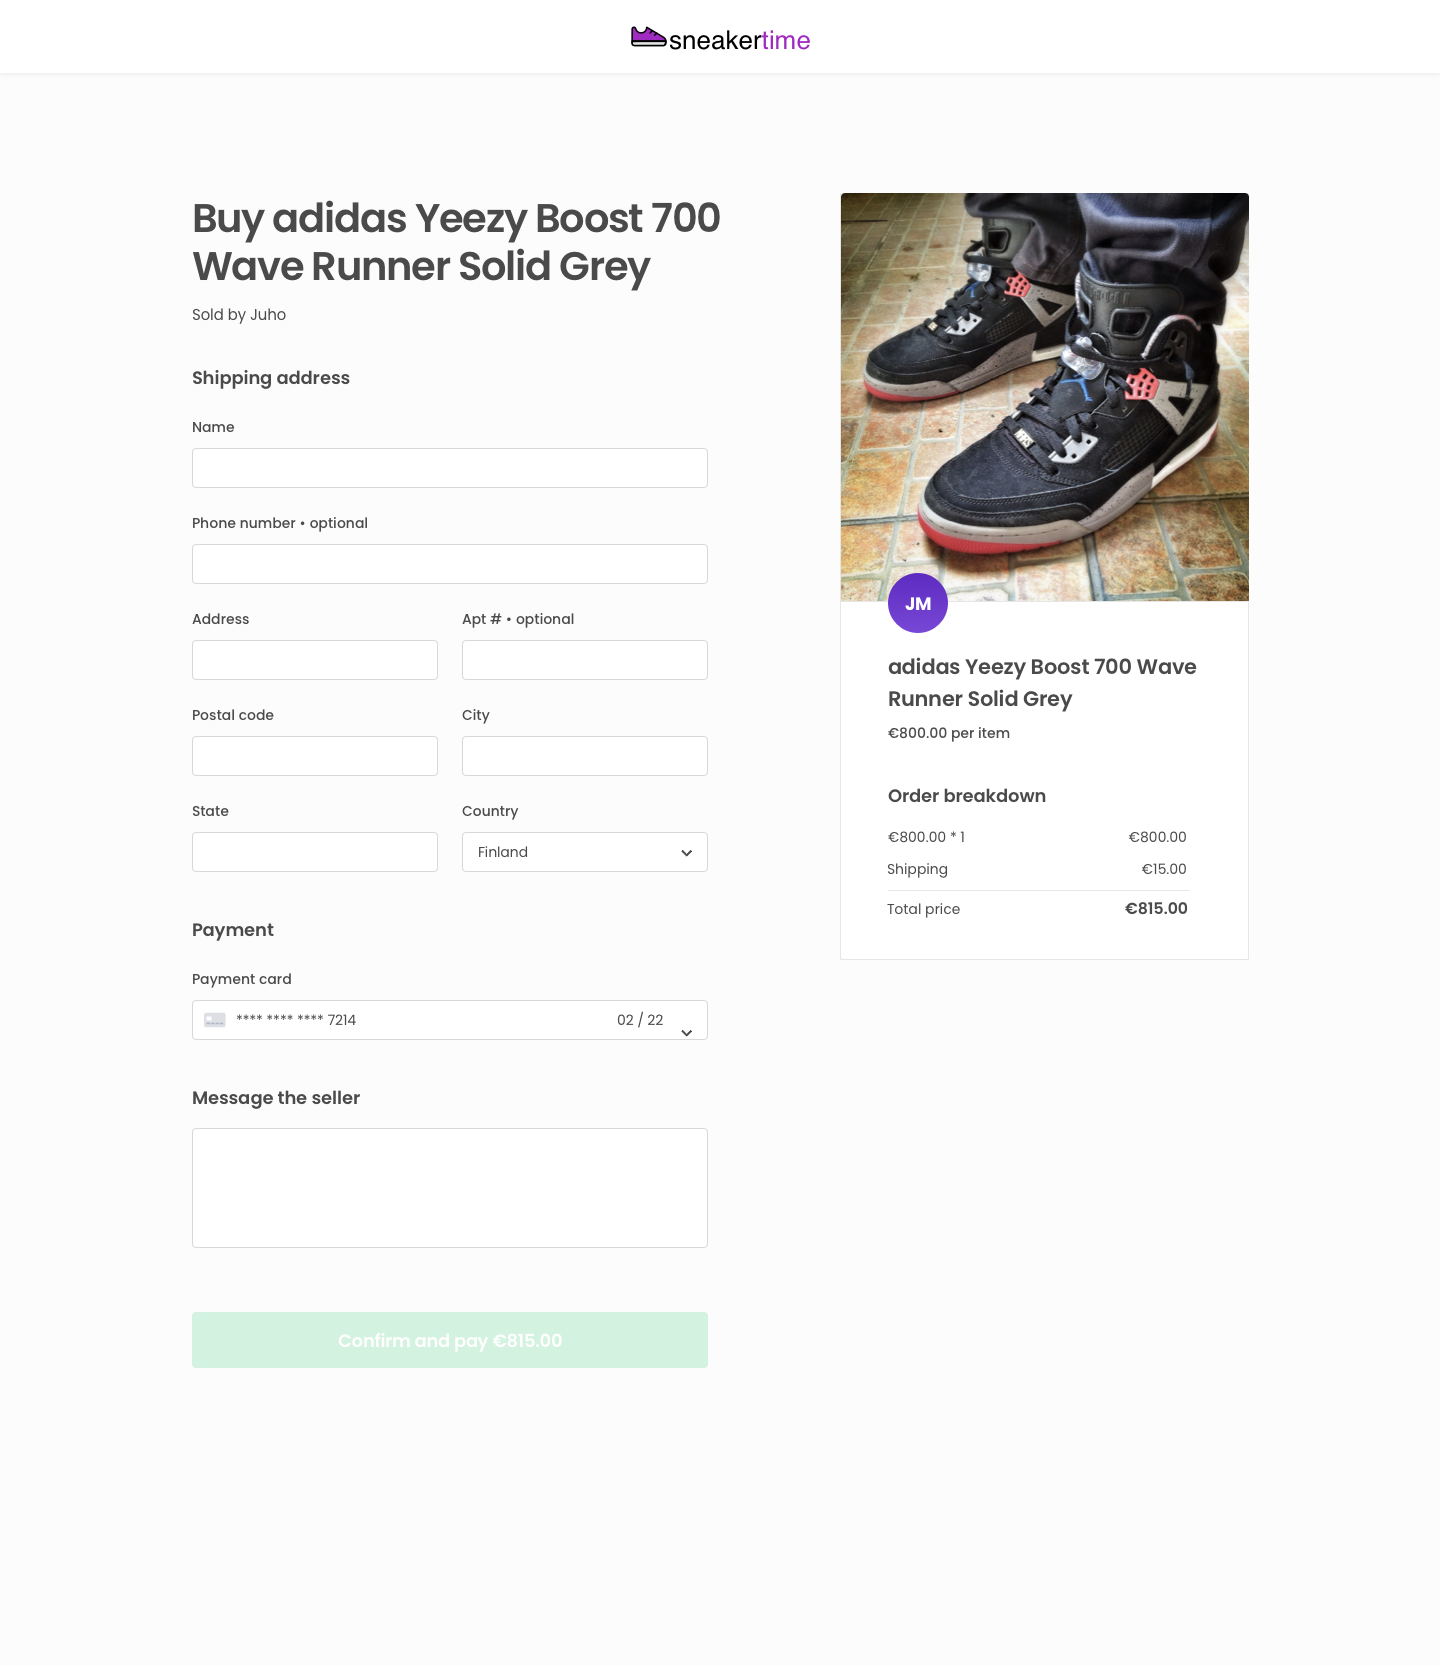 sneakertime
Buy adidas Yeezy Boost 700
Wave Runner Solid Grey
Sold by Juho
Shipping address
Name
Phone number • optional
Address
Apt # • optional
Postal code
City
State
Country
Finland
Payment
Payment card
**** **** **** 7214
02 / 22
Message the seller
Confirm and pay €815.00
JM
adidas Yeezy Boost 700 Wave
Runner Solid Grey
€800.00 per item
Order breakdown
€800.00 * 1
€800.00
Shipping
€15.00
Total price
€815.00